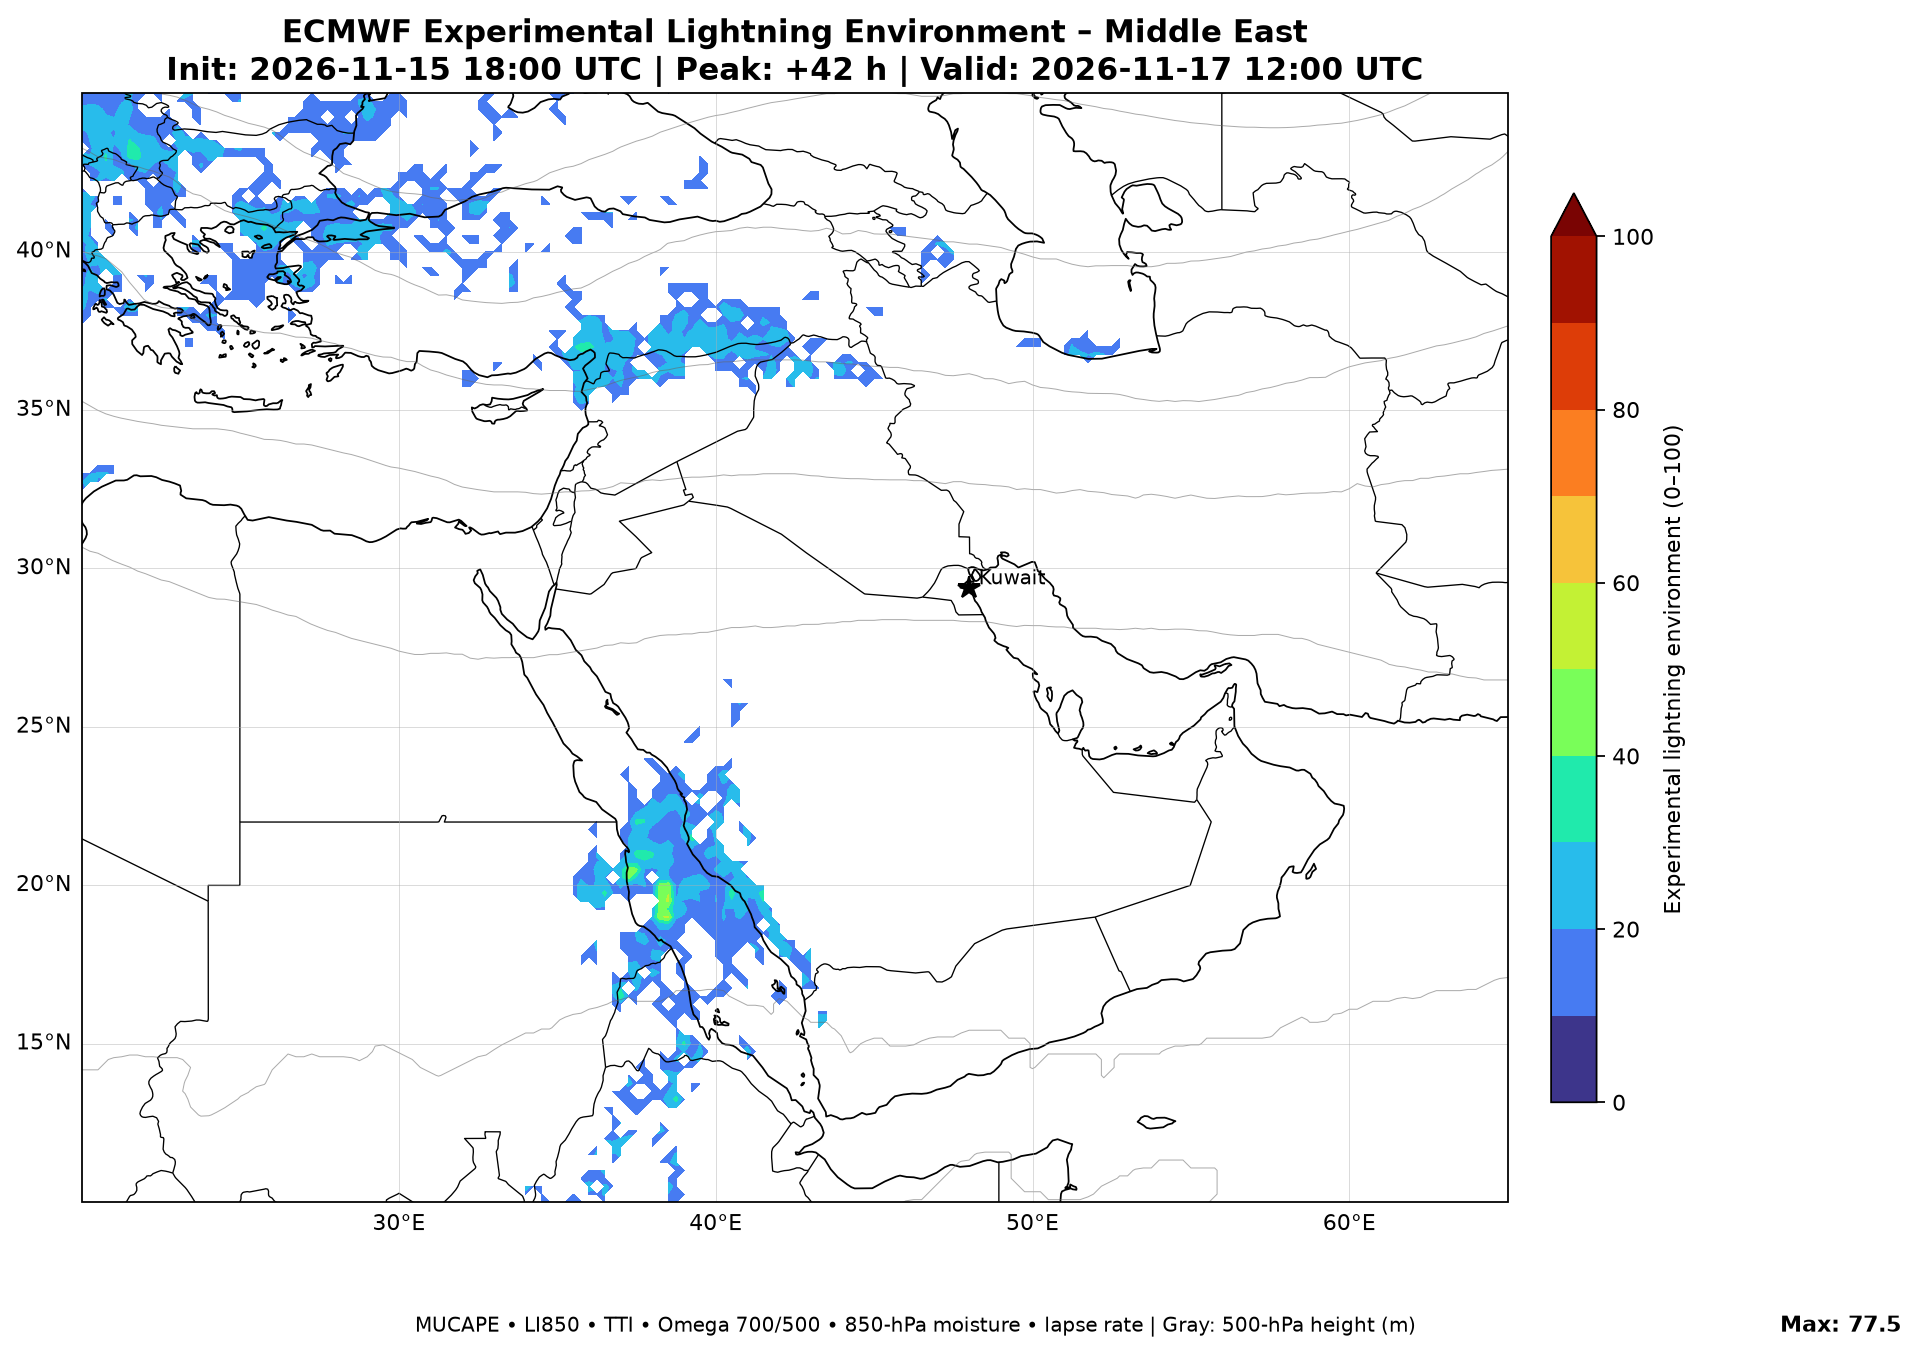 ECMWF Experimental Lightning Environment – Middle East
Init: 2026-11-15 18:00 UTC | Peak: +42 h | Valid: 2026-11-17 12:00 UTC
40°N
35°N
30°N
25°N
20°N
15°N
30°E
40°E
50°E
60°E
Kuwait
100
80
60
40
20
0
Experimental lightning environment (0–100)
MUCAPE • LI850 • TTI • Omega 700/500 • 850-hPa moisture • lapse rate | Gray: 500-hPa height (m)
Max: 77.5